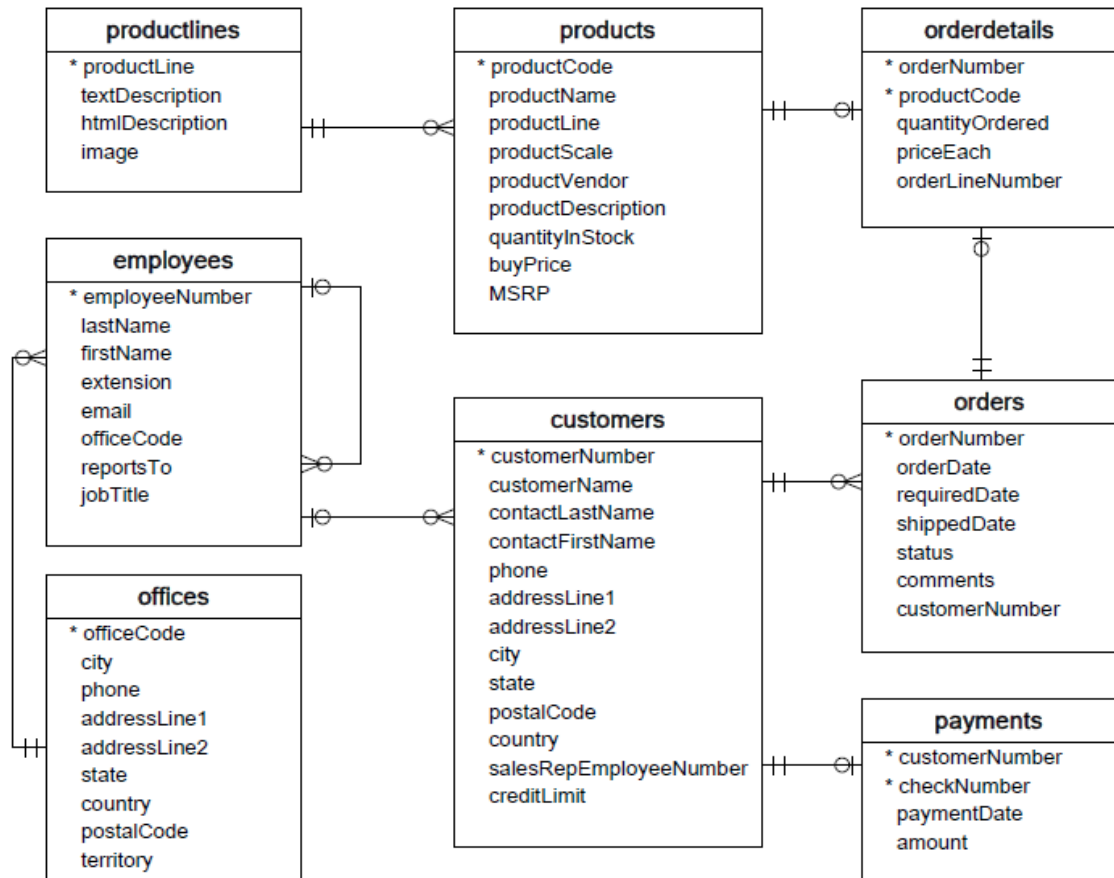 productlines
* productLine
textDescription
htmlDescription
image
products
* productCode
productName
productLine
productScale
productVendor
productDescription
quantityInStock
buyPrice
MSRP
orderdetails
* orderNumber
* productCode
quantityOrdered
priceEach
orderLineNumber
employees
* employeeNumber
lastName
firstName
extension
email
officeCode
reportsTo
jobTitle
customers
* customerNumber
customerName
contactLastName
contactFirstName
phone
addressLine1
addressLine2
city
state
postalCode
country
salesRepEmployeeNumber
creditLimit
orders
* orderNumber
orderDate
requiredDate
shippedDate
status
comments
customerNumber
offices
* officeCode
city
phone
addressLine1
addressLine2
state
country
postalCode
territory
payments
* customerNumber
* checkNumber
paymentDate
amount